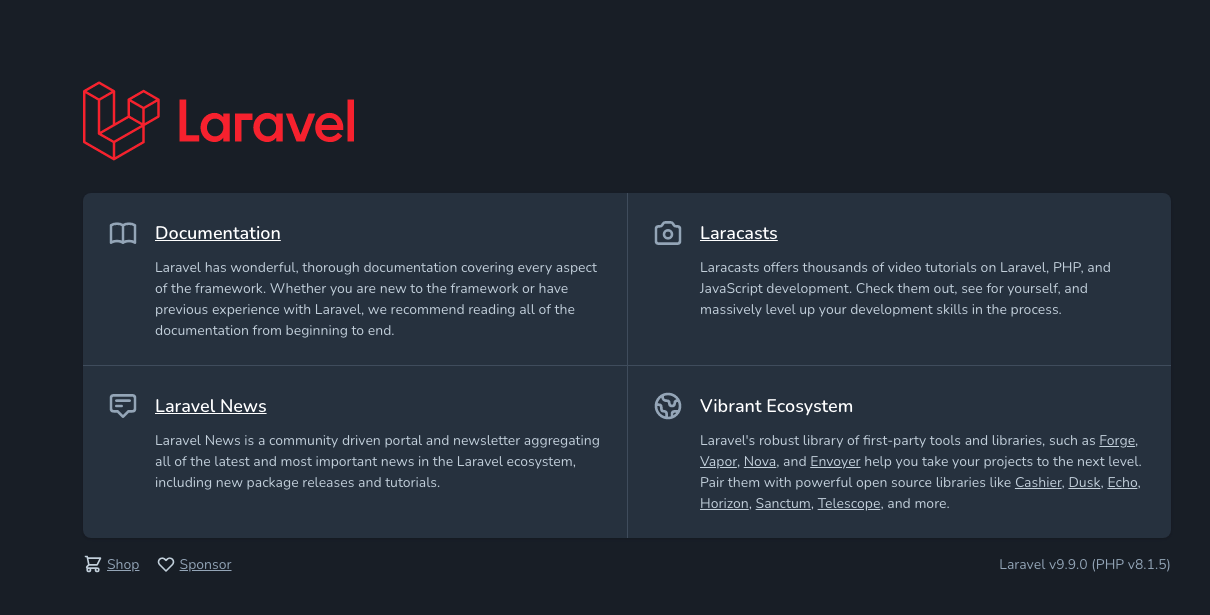 Laravel
Documentation
Laravel has wonderful, thorough documentation covering every aspect
of the framework. Whether you are new to the framework or have
previous experience with Laravel, we recommend reading all of the
documentation from beginning to end.
Laracasts
Laracasts offers thousands of video tutorials on Laravel, PHP, and
JavaScript development. Check them out, see for yourself, and
massively level up your development skills in the process.
Laravel News
Laravel News is a community driven portal and newsletter aggregating
all of the latest and most important news in the Laravel ecosystem,
including new package releases and tutorials.
Vibrant Ecosystem
Laravel's robust library of first-party tools and libraries, such as Forge,
Vapor, Nova, and Envoyer help you take your projects to the next level.
Pair them with powerful open source libraries like Cashier, Dusk, Echo,
Horizon, Sanctum, Telescope, and more.
Shop
Sponsor
Laravel v9.9.0 (PHP v8.1.5)